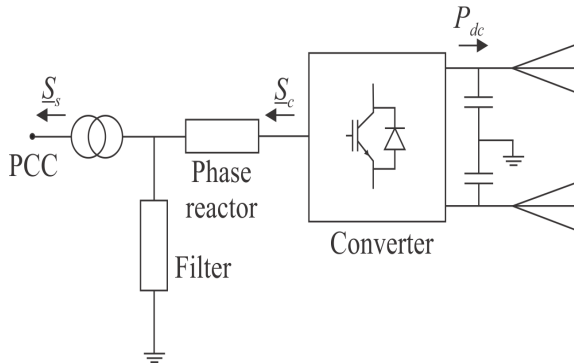 P_dc
S_s
S_c
PCC
Phase
reactor
Filter
Converter